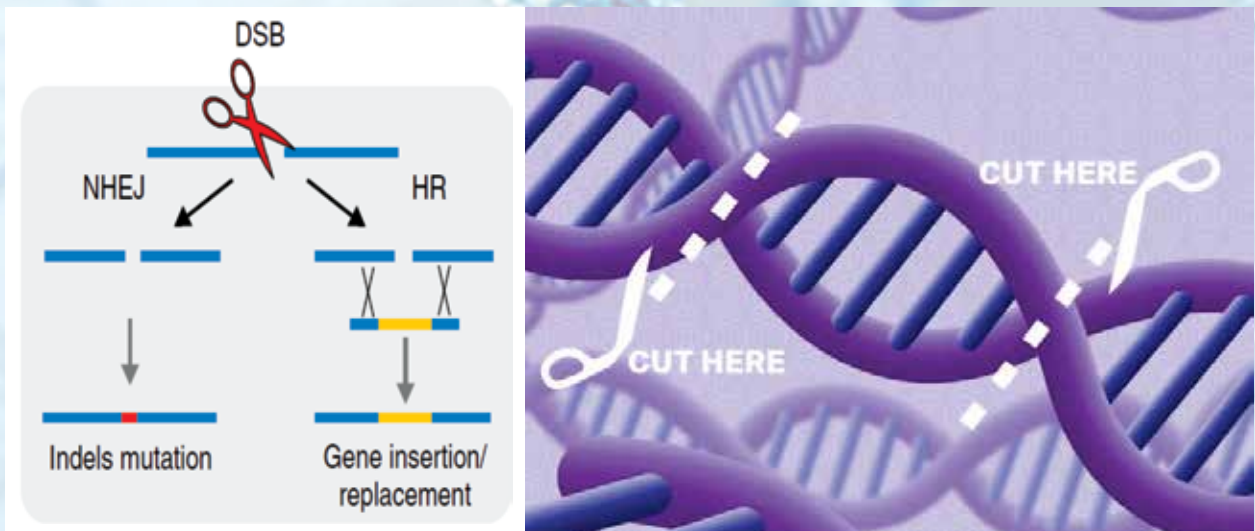 DSB
NHEJ
HR
Indels mutation
Gene insertion/
replacement
CUT HERE
CUT HERE